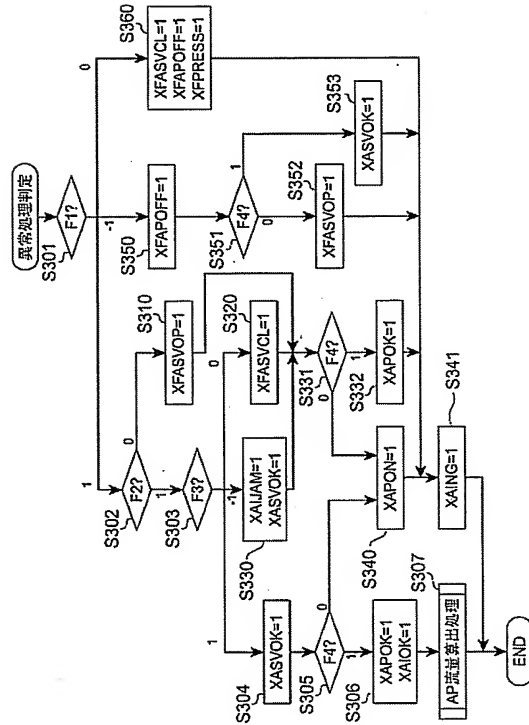 異常処理判定
S301
F1?
1
-1
0
S302
F2?
0
1
S310
XFASVOP=1
S303
F3?
1
-1
0
S304
XASVOK=1
S330
XAIJAM=1
XASVOK=1
S320
XFASVCL=1
S350
XFAPOFF=1
S360
XFASVCL=1
XFAPOFF=1
XFPRESS=1
S351
F4?
0
1
S352
XFASVOP=1
S353
XASVOK=1
S305
F4?
0
1
S331
F4?
0
1
S332
XAPOK=1
S306
XAPOK=1
XAIOK=1
S340
XAPON=1
S341
XAING=1
S307
AP流量算出処理
END